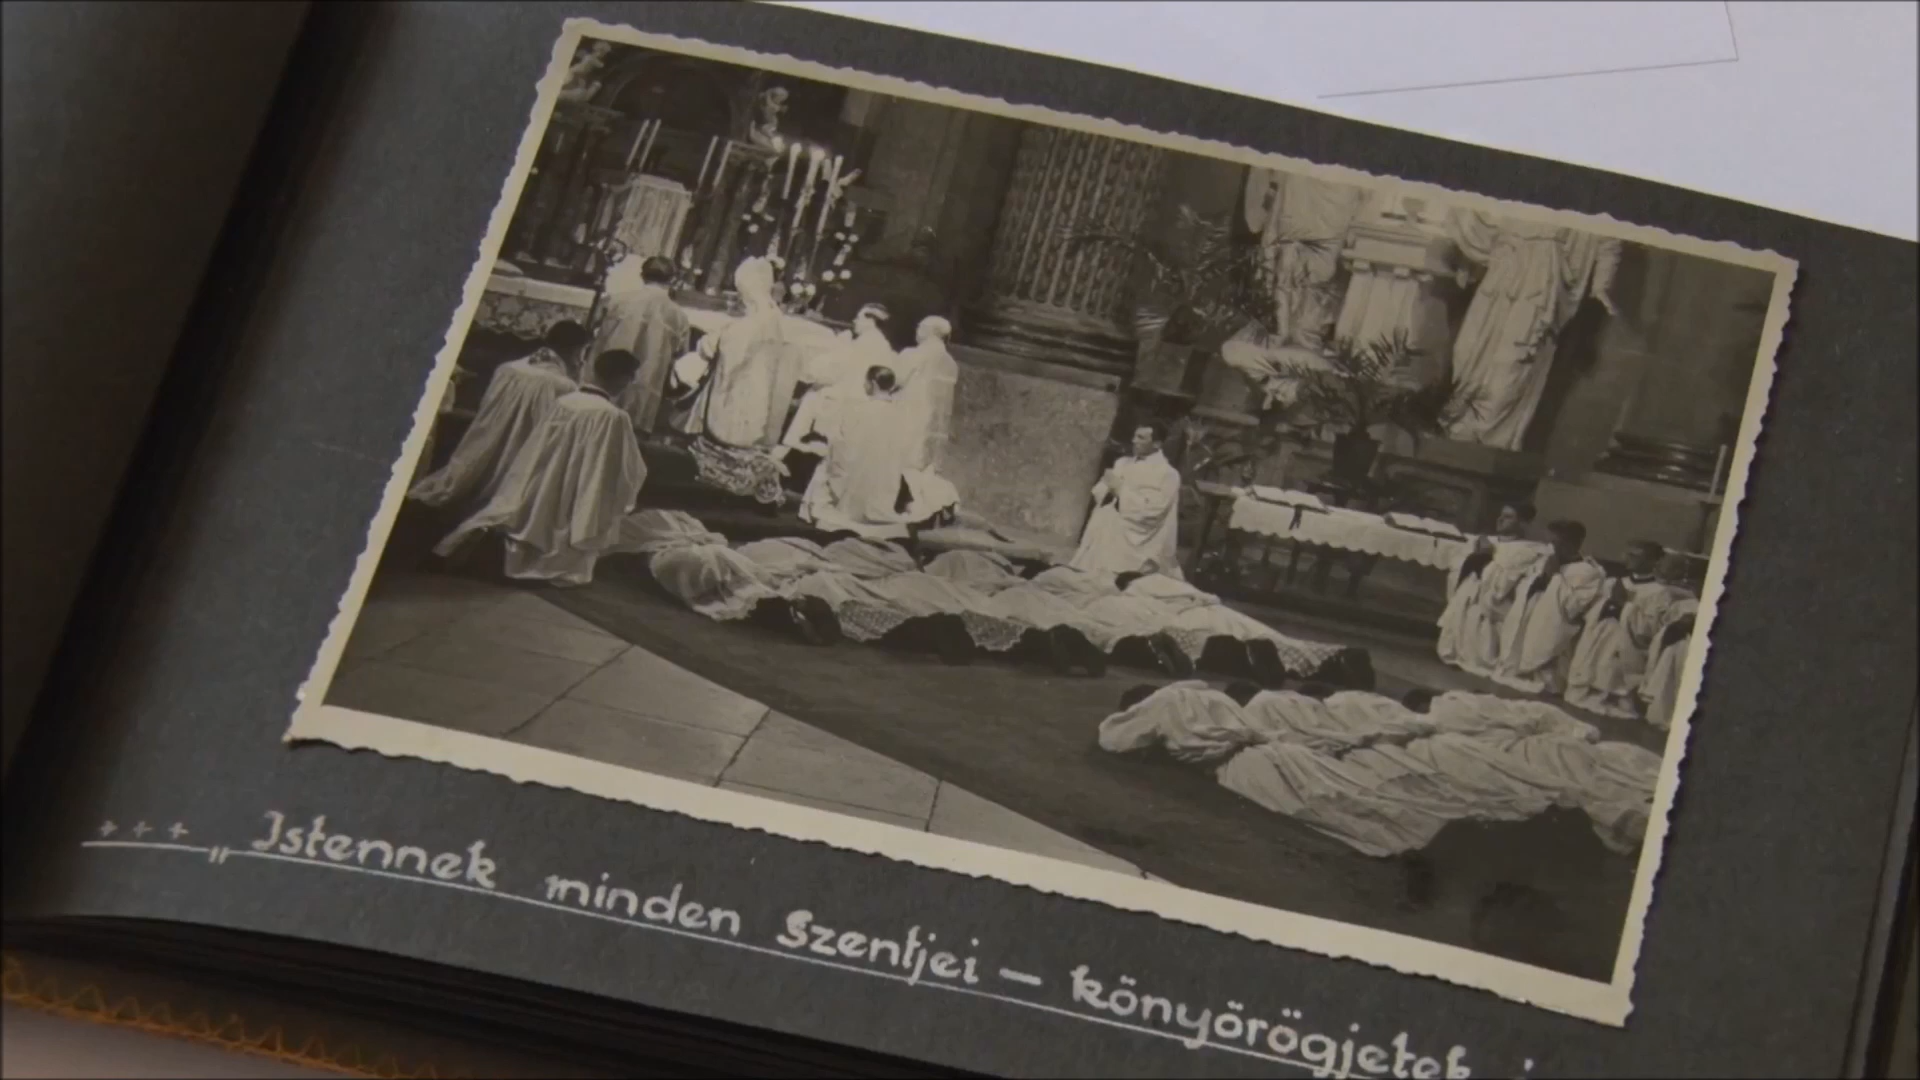 + + + „ Istennek minden Szentjei – könyörögjetek